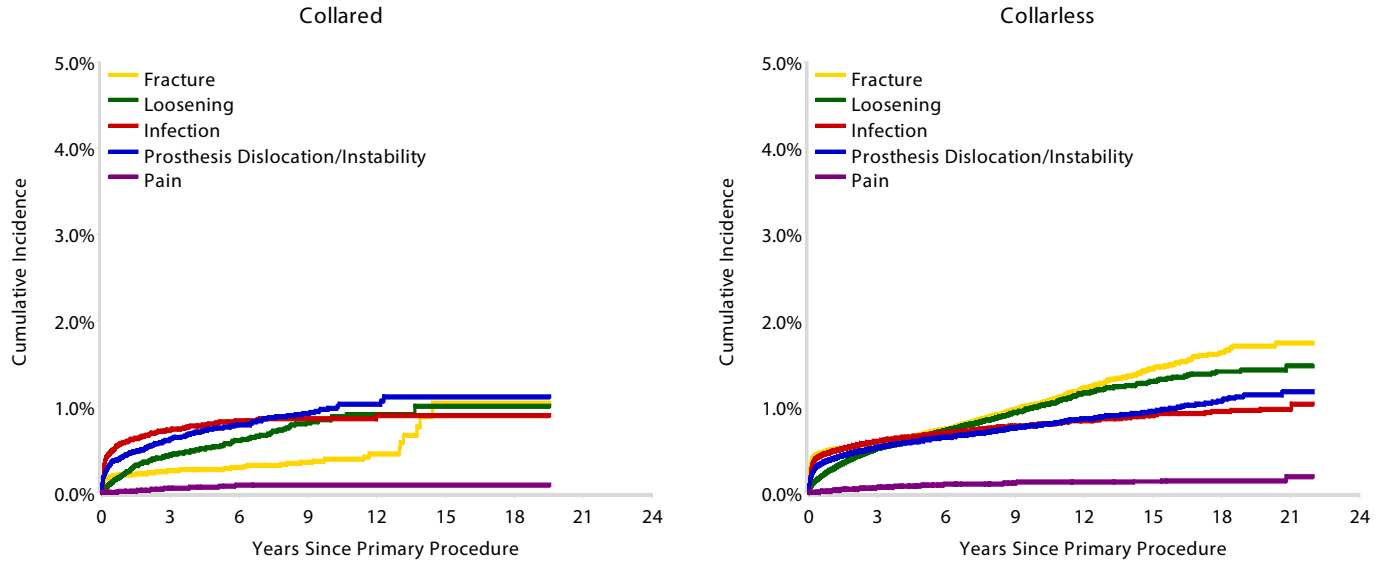 Collared
5.0%
4.0%
3.0%
2.0%
1.0%
0.0%
Cumulative Incidence
Fracture
Loosening
Infection
Prosthesis Dislocation/Instability
Pain
0 3 6 9 12 15 18 21 24
Years Since Primary Procedure
Collarless
5.0%
4.0%
3.0%
2.0%
1.0%
0.0%
Cumulative Incidence
Fracture
Loosening
Infection
Prosthesis Dislocation/Instability
Pain
0 3 6 9 12 15 18 21 24
Years Since Primary Procedure